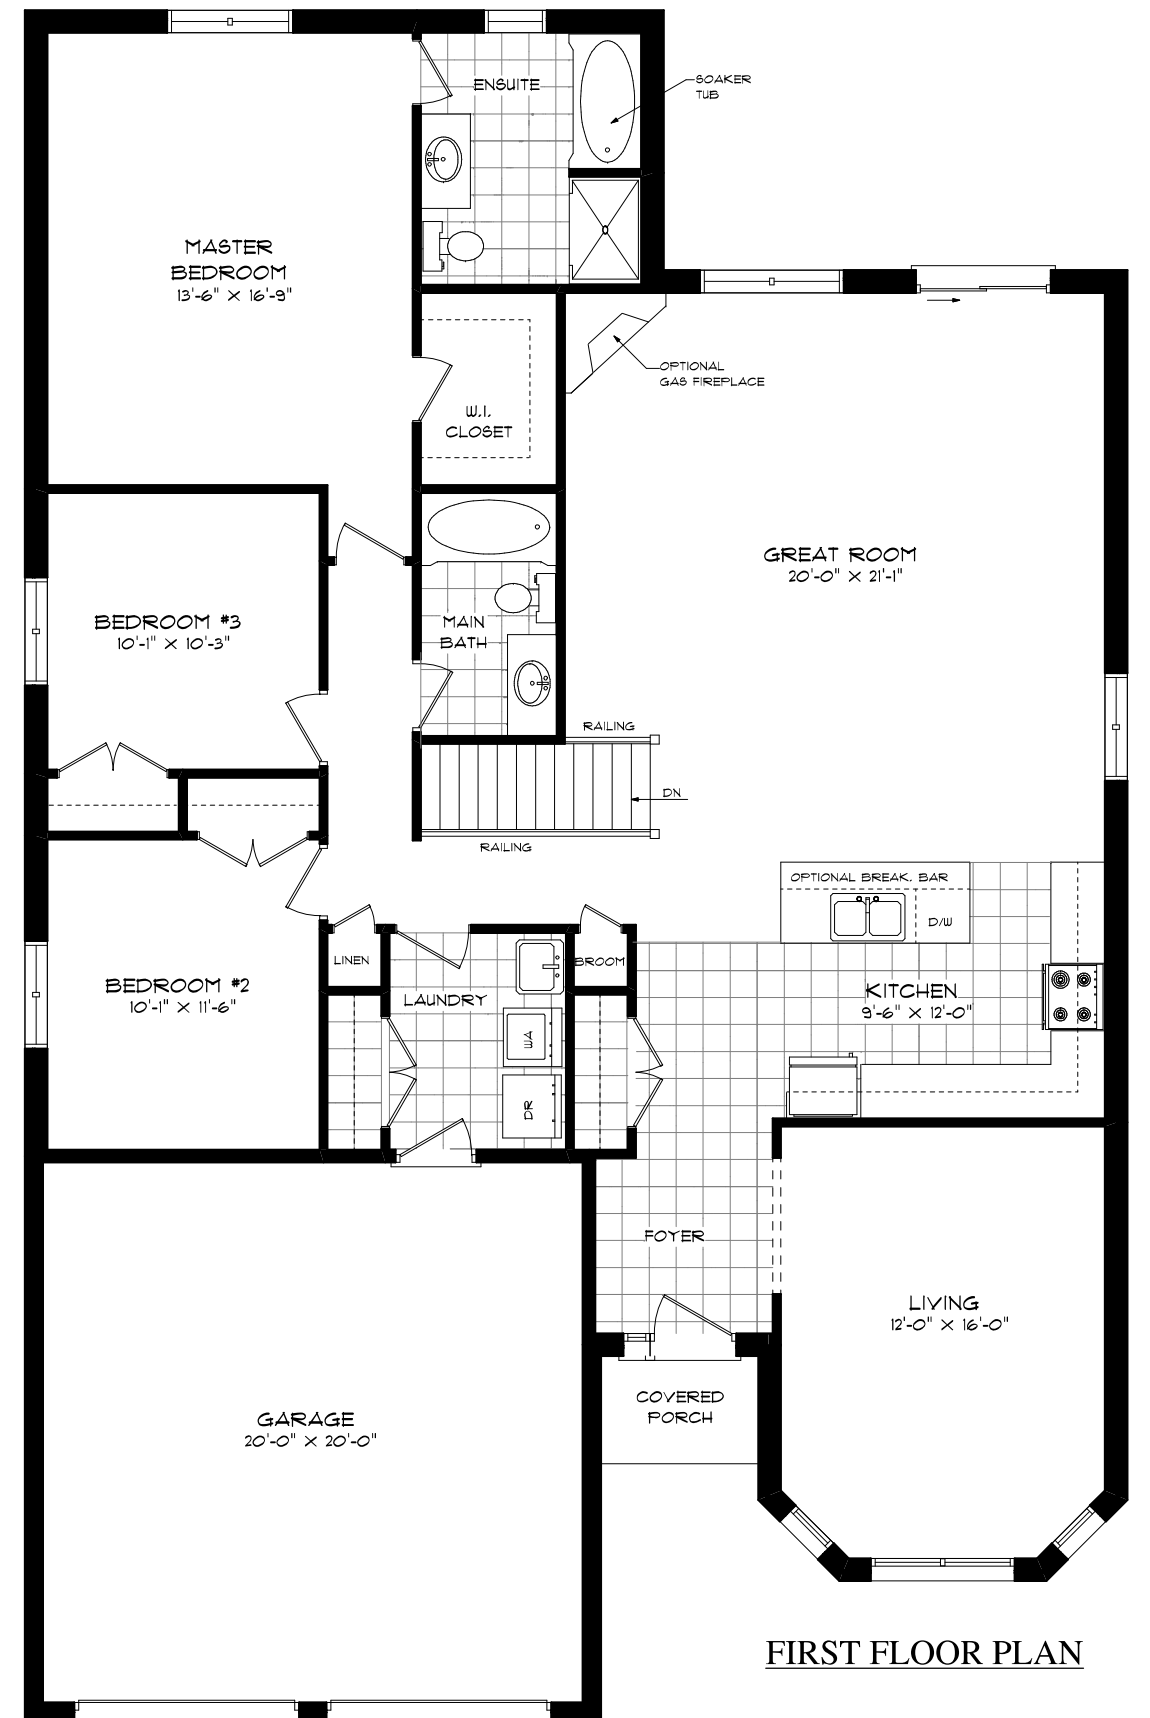 ENSUITE
SOAKER
TUB
MASTER
BEDROOM
13'-6" X 16'-9"
OPTIONAL
GAS FIREPLACE
W.I.
CLOSET
GREAT ROOM
20'-0" X 21'-1"
BEDROOM #3
10'-1" X 10'-3"
MAIN
BATH
RAILING
DN
RAILING
OPTIONAL BREAK. BAR
D/W
LINEN
BROOM
BEDROOM #2
10'-1" X 11'-6"
LAUNDRY
KITCHEN
9'-6" X 12'-0"
WA
DR
FOYER
LIVING
12'-0" X 16'-0"
COVERED
PORCH
GARAGE
20'-0" X 20'-0"
FIRST FLOOR PLAN